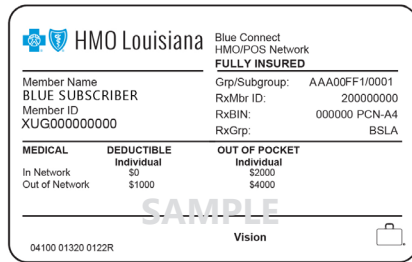 HMO Louisiana
Blue Connect
HMO/POS Network
FULLY INSURED
Member Name
BLUE SUBSCRIBER
Member ID
XUG000000000
Grp/Subgroup: AAA00FF1/0001
RxMbr ID: 200000000
RxBIN: 000000 PCN-A4
RxGrp: BSLA
MEDICAL DEDUCTIBLE OUT OF POCKET
Individual Individual
In Network $0 $2000
Out of Network $1000 $4000
SAMPLE
Vision
04100 01320 0122R